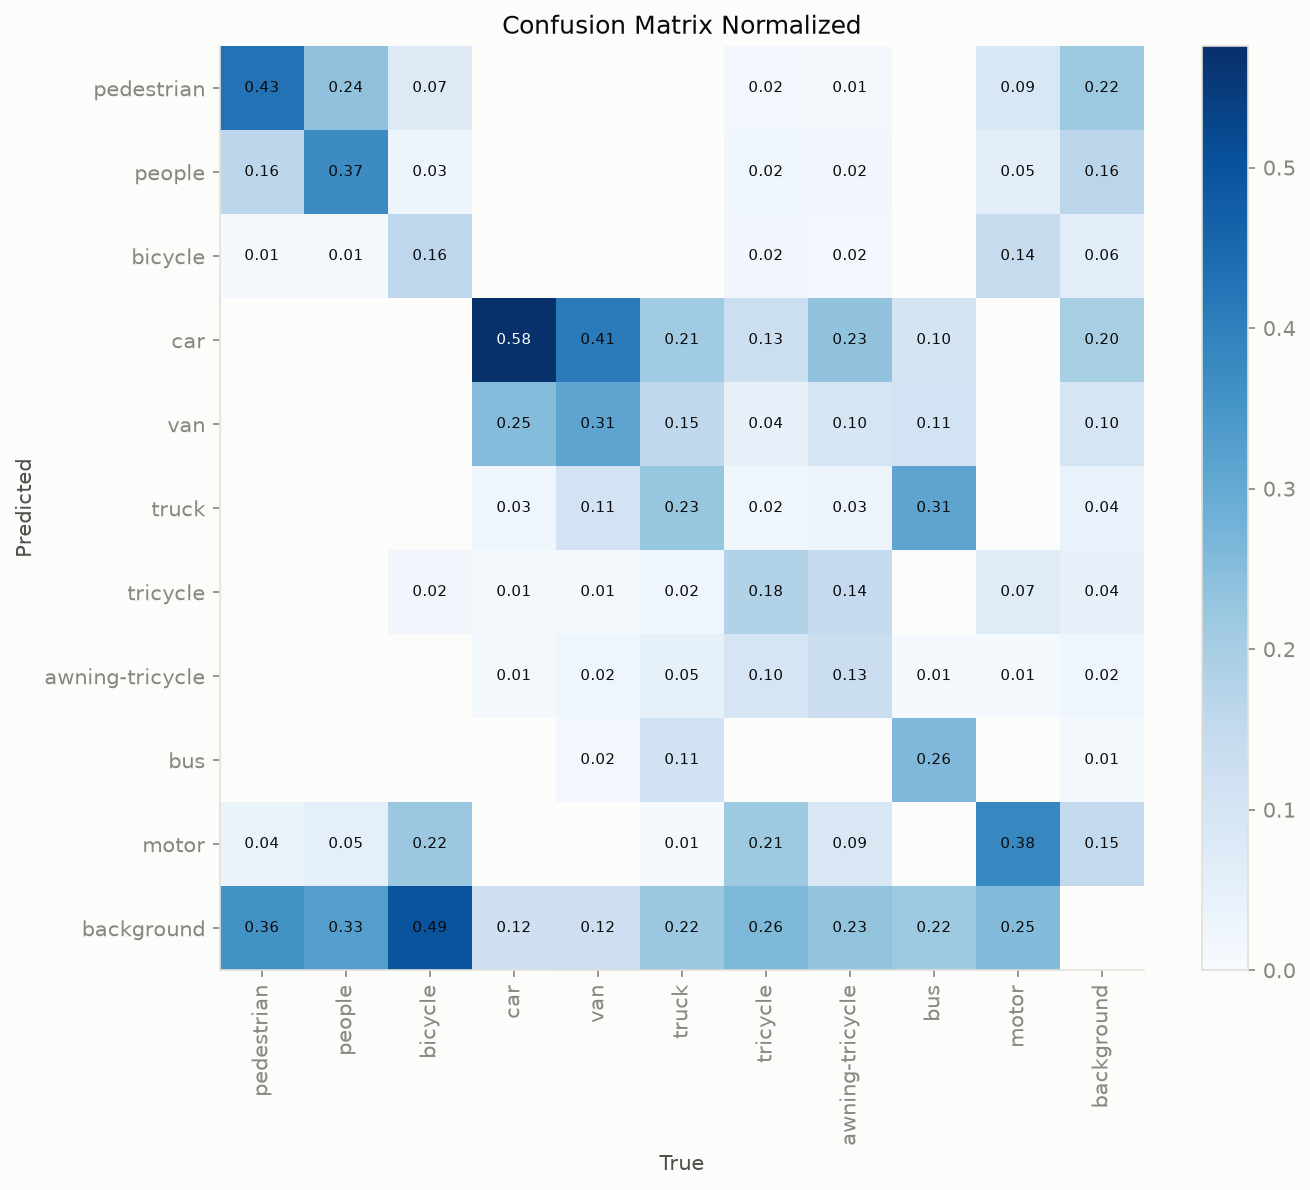 Confusion Matrix Normalized
pedestrian 0.43 0.24 0.07 0.02 0.01 0.09 0.22
people 0.16 0.37 0.03 0.02 0.02 0.05 0.16
bicycle 0.01 0.01 0.16 0.02 0.02 0.14 0.06
car 0.58 0.41 0.21 0.13 0.23 0.10 0.20
van 0.25 0.31 0.15 0.04 0.10 0.11 0.10
truck 0.03 0.11 0.23 0.02 0.03 0.31 0.04
tricycle 0.02 0.01 0.01 0.02 0.18 0.14 0.07 0.04
awning-tricycle 0.01 0.02 0.05 0.10 0.13 0.01 0.01 0.02
bus 0.02 0.11 0.26 0.01
motor 0.04 0.05 0.22 0.01 0.21 0.09 0.38 0.15
background 0.36 0.33 0.49 0.12 0.12 0.22 0.26 0.23 0.22 0.25
Predicted
pedestrian
people
bicycle
car
van
truck
tricycle
awning-tricycle
bus
motor
background
True
0.5
0.4
0.3
0.2
0.1
0.0